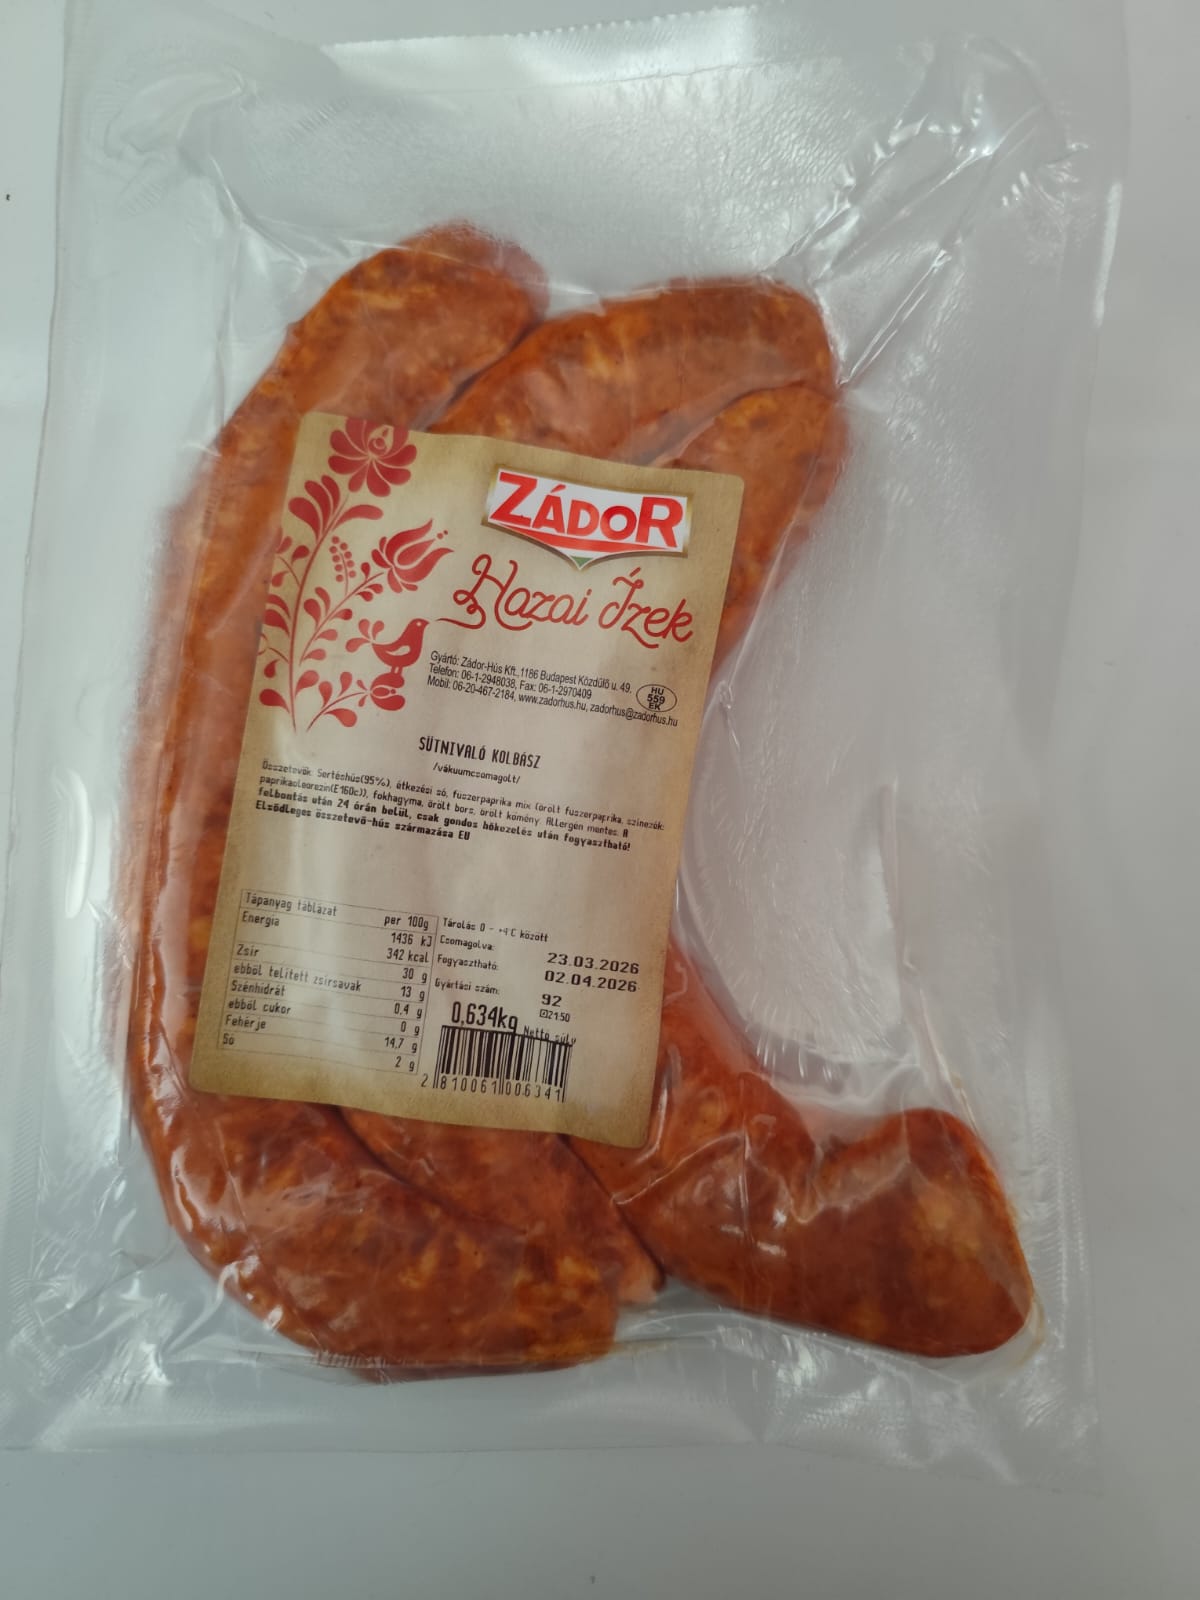 ZÁDOR
Hazai Ízek
Gyártó: Zádor-Hús Kft.,1186 Budapest Közdűlő u. 49.
Telefon: 06-1-2948038, Fax: 06-1-2970409
Mobil: 06-20-467-2184, www.zadorhus.hu, zadorhus@zadorhus.hu
HU
559
EK
SÜTNIVALÓ KOLBÁSZ
/vákuumcsomagolt/
Összetevők: Sertéshús(95%), étkezési só, fűszerpaprika mix (őrölt fűszerpaprika, színezék:
paprikaoleorezin(E160c)), fokhagyma, őrölt bors, őrölt kömény. Allergén mentes. A
felbontás után 24 órán belül, csak gondos hőkezelés után fogyasztható!
Elsődleges összetevő-hús származása EU
Tápanyag táblázat per 100g
Energia 1436 kJ
342 kcal
Zsír 30 g
ebből telített zsírsavak 13 g
Szénhidrát 0,4 g
ebből cukor 0 g
Fehérje 14,7 g
Só 2 g
Tárolás 0 - +4°C között
Csomagolva: 23.03.2026
Fogyasztható: 02.04.2026
Gyártási szám: 92
21:50
0,634kg Nettó súly
2 810061 006341